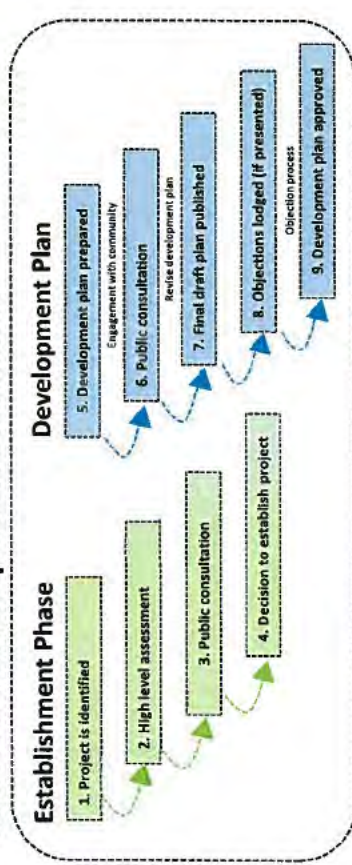 Establishment Phase
1. Project is identified
2. High level assessment
3. Public consultation
4. Decision to establish project
Development Plan
5. Development plan prepared
Engagement with community
6. Public consultation
Revise development plan
7. Final draft plan published
8. Objections lodged (if presented)
Objection process
9. Development plan approved